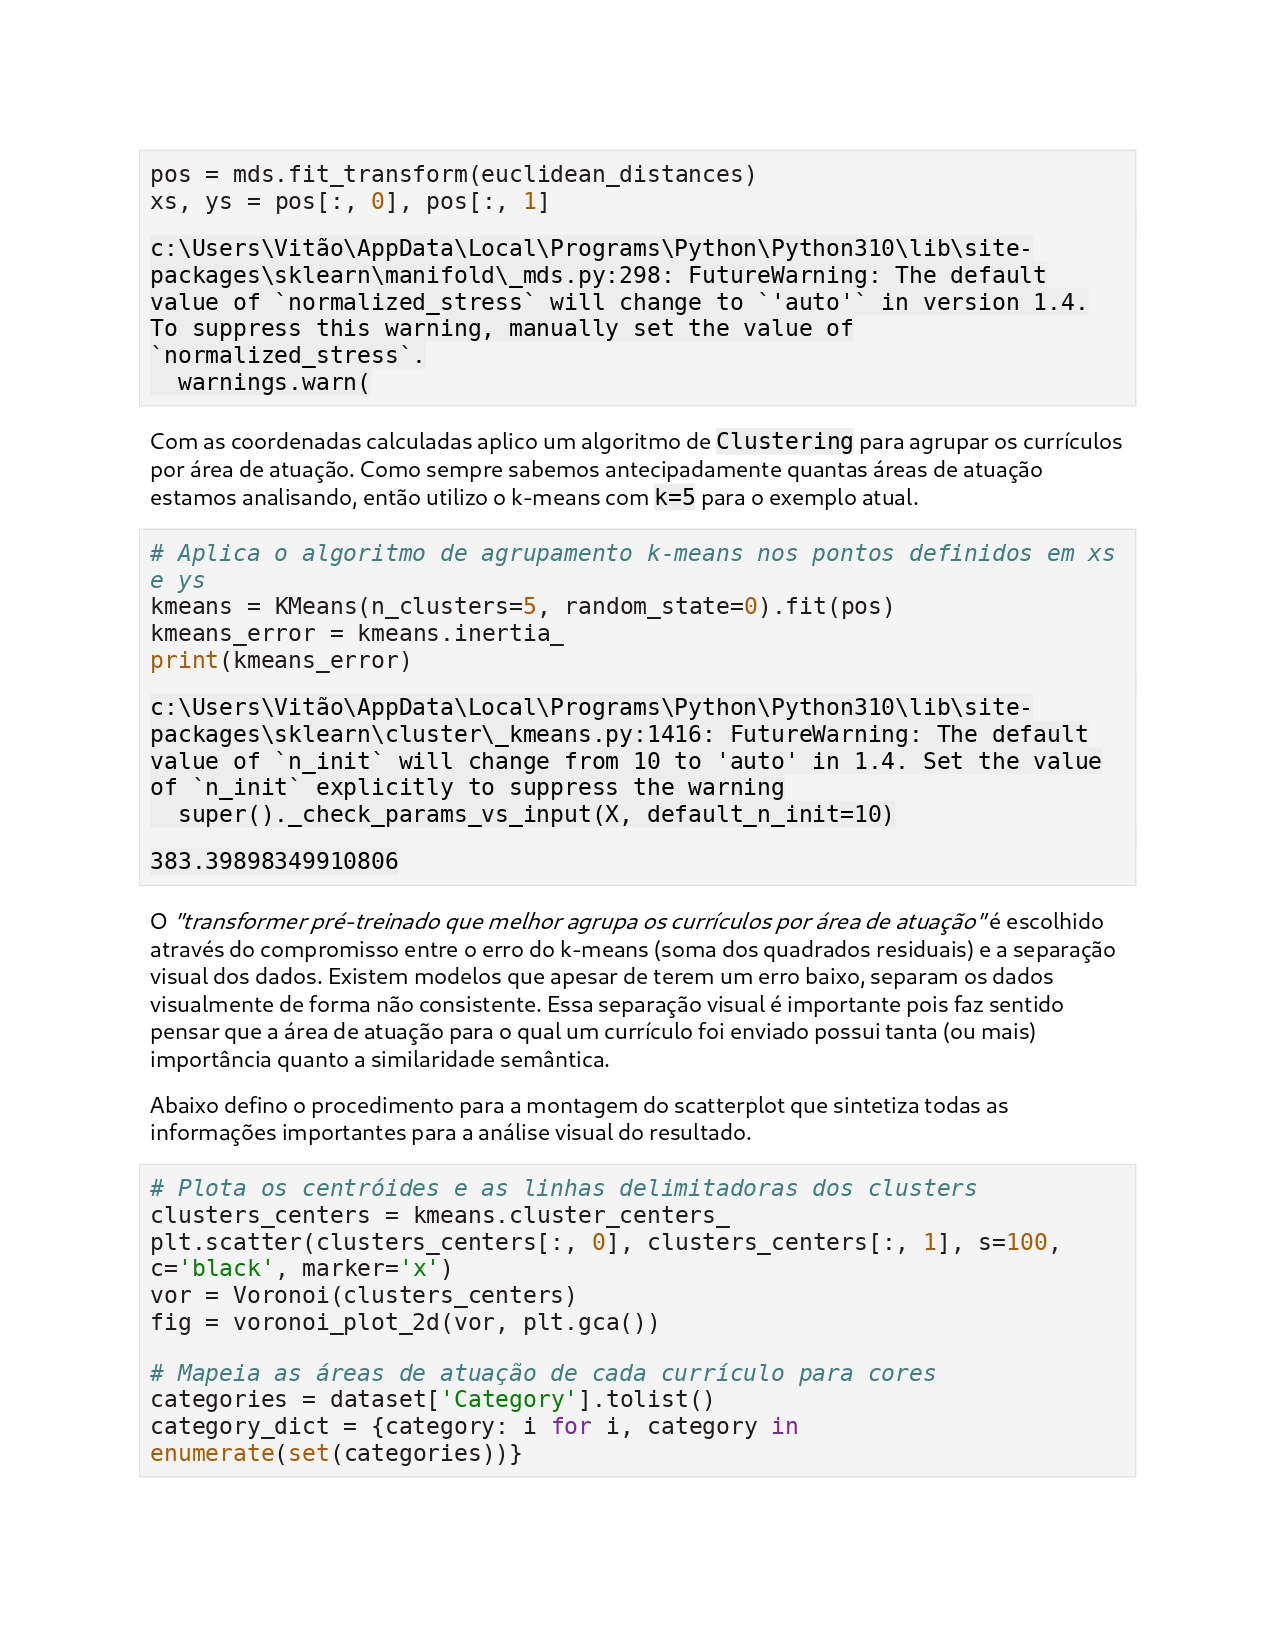 pos = mds.fit_transform(euclidean_distances)
xs, ys = pos[:, 0], pos[:, 1]
c:\Users\Vitão\AppData\Local\Programs\Python\Python310\lib\site-
packages\sklearn\manifold\_mds.py:298: FutureWarning: The default
value of `normalized_stress` will change to `'auto'` in version 1.4.
To suppress this warning, manually set the value of
`normalized_stress`.
  warnings.warn(
Com as coordenadas calculadas aplico um algoritmo de Clustering para agrupar os currículos
por área de atuação. Como sempre sabemos antecipadamente quantas áreas de atuação
estamos analisando, então utilizo o k-means com k=5 para o exemplo atual.
# Aplica o algoritmo de agrupamento k-means nos pontos definidos em xs
e ys
kmeans = KMeans(n_clusters=5, random_state=0).fit(pos)
kmeans_error = kmeans.inertia_
print(kmeans_error)
c:\Users\Vitão\AppData\Local\Programs\Python\Python310\lib\site-
packages\sklearn\cluster\_kmeans.py:1416: FutureWarning: The default
value of `n_init` will change from 10 to 'auto' in 1.4. Set the value
of `n_init` explicitly to suppress the warning
  super()._check_params_vs_input(X, default_n_init=10)
383.39898349910806
O "transformer pré-treinado que melhor agrupa os currículos por área de atuação" é escolhido
através do compromisso entre o erro do k-means (soma dos quadrados residuais) e a separação
visual dos dados. Existem modelos que apesar de terem um erro baixo, separam os dados
visualmente de forma não consistente. Essa separação visual é importante pois faz sentido
pensar que a área de atuação para o qual um currículo foi enviado possui tanta (ou mais)
importância quanto a similaridade semântica.
Abaixo defino o procedimento para a montagem do scatterplot que sintetiza todas as
informações importantes para a análise visual do resultado.
# Plota os centróides e as linhas delimitadoras dos clusters
clusters_centers = kmeans.cluster_centers_
plt.scatter(clusters_centers[:, 0], clusters_centers[:, 1], s=100,
c='black', marker='x')
vor = Voronoi(clusters_centers)
fig = voronoi_plot_2d(vor, plt.gca())
# Mapeia as áreas de atuação de cada currículo para cores
categories = dataset['Category'].tolist()
category_dict = {category: i for i, category in
enumerate(set(categories))}